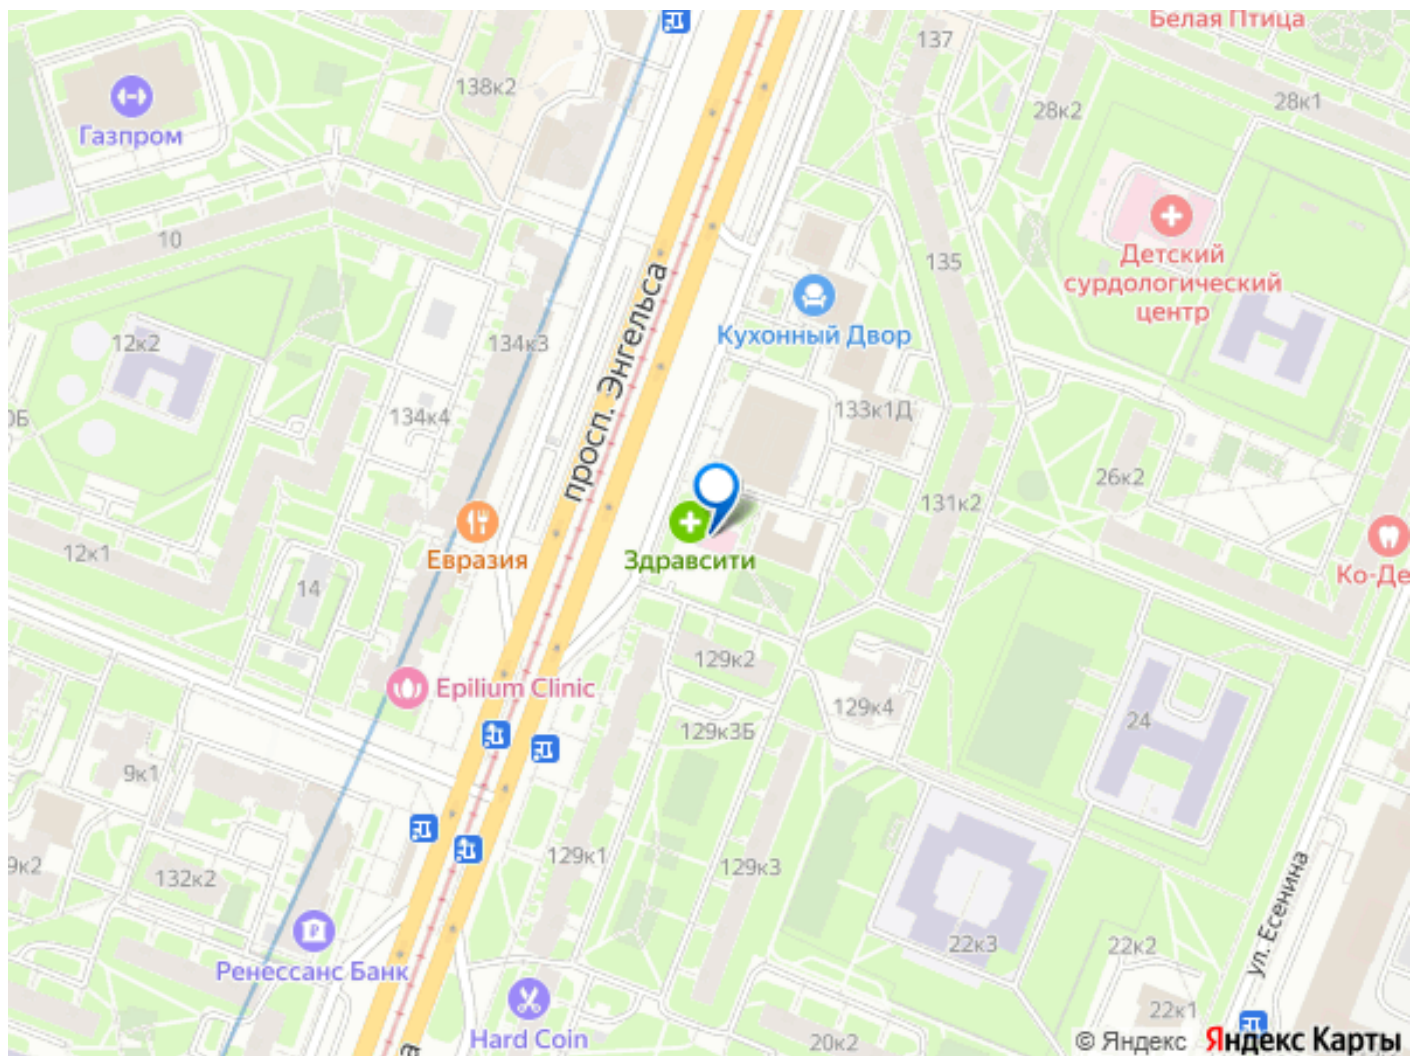 Белая Птица
137
138к2
28к1
28к2
Газпром
10
Детский
сурдологический
центр
135
просп. Энгельса
Кухонный Двор
12к2
134к3
134к4
133к1Д
26к2
131к2
Евразия
12к1
Здравсити
Ко-Де
14
129к2
Epilium Clinic
129к4
24
129к3Б
9к1
129к1
129к3
9к2
132к2
ул. Есенина
22к3
22к2
Ренессанс Банк
22к1
Hard Coin
20к2
© Яндекс Яндекс Карты